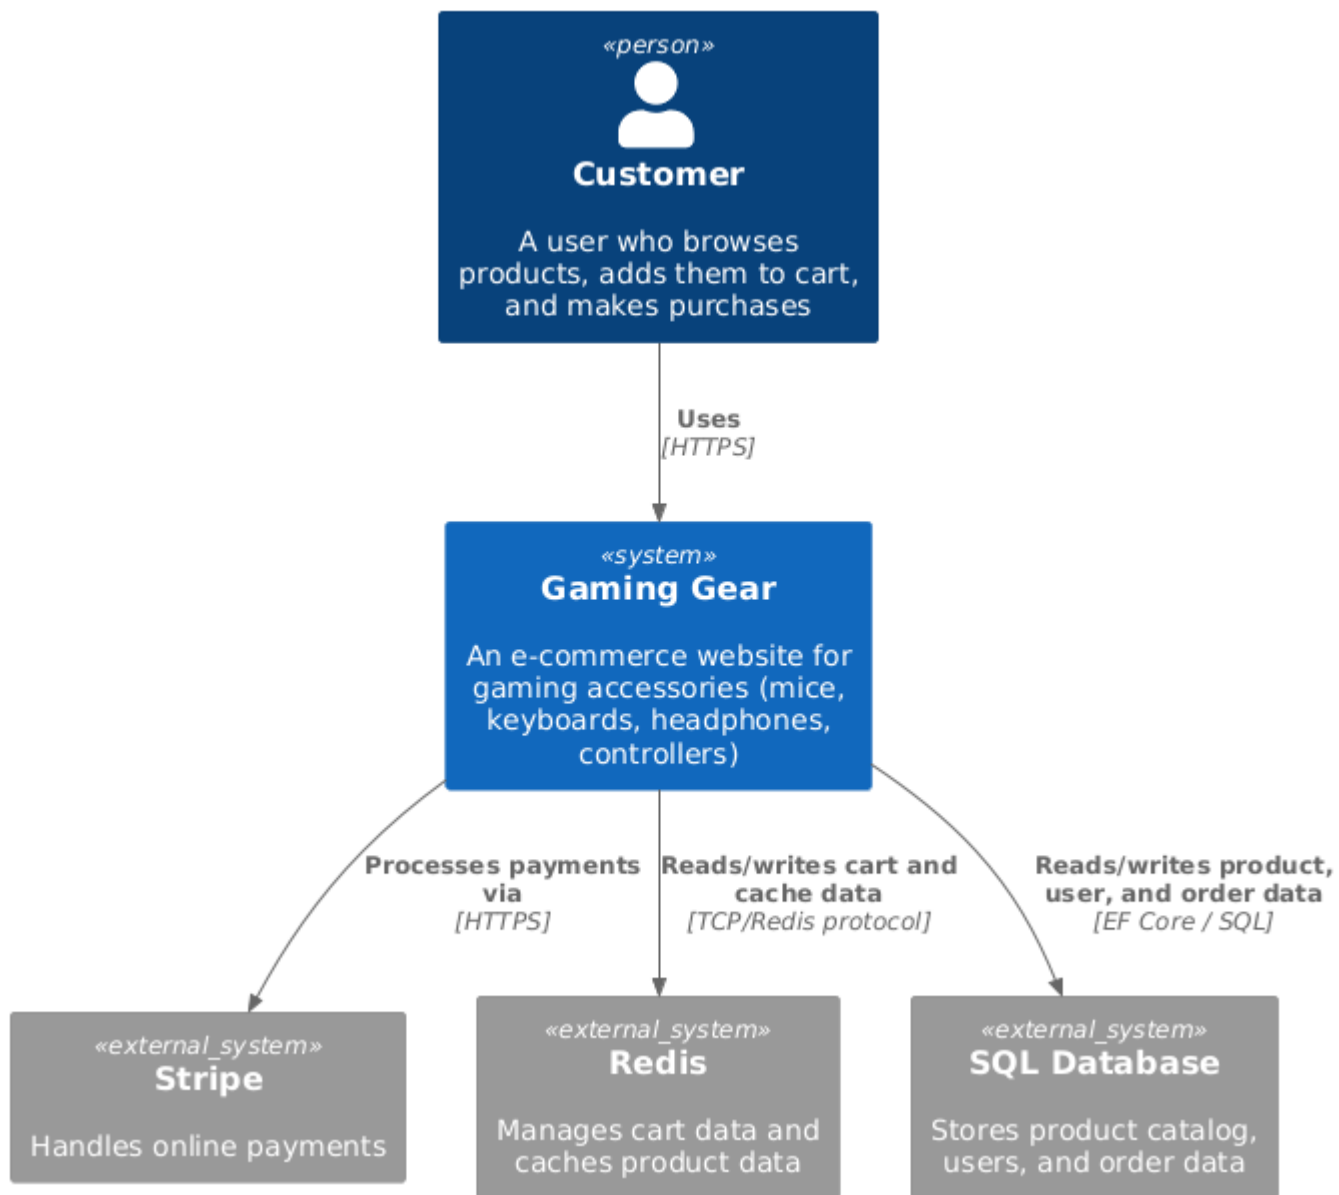 «person»
Customer
A user who browses
products, adds them to cart,
and makes purchases
Uses
[HTTPS]
«system»
Gaming Gear
An e-commerce website for
gaming accessories (mice,
keyboards, headphones,
controllers)
Processes payments
via
[HTTPS]
Reads/writes cart and
cache data
[TCP/Redis protocol]
Reads/writes product,
user, and order data
[EF Core / SQL]
«external_system»
Stripe
Handles online payments
«external_system»
Redis
Manages cart data and
caches product data
«external_system»
SQL Database
Stores product catalog,
users, and order data